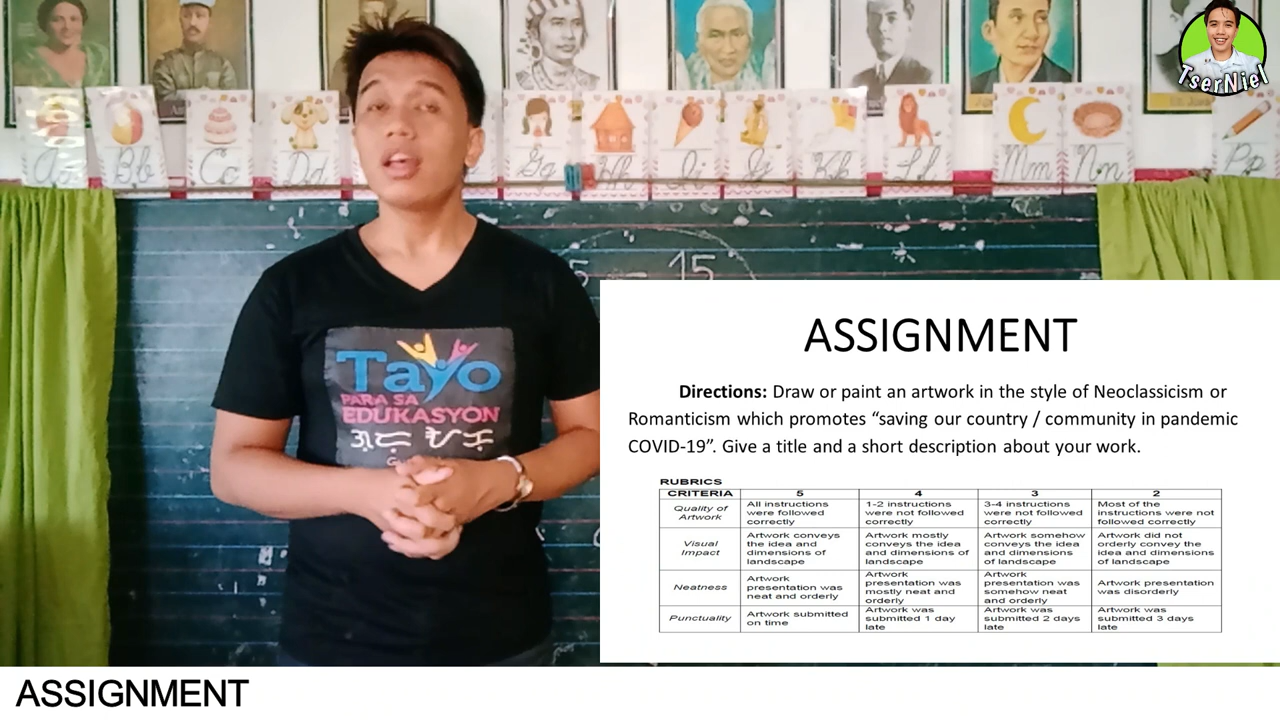 TserNiel
Bb
Cc
Dd
Gg
Hh
Ii
Jj
Kk
Ll
Mm
Nn
Pp
15
Tayo
PARA SA
EDUKASYON
ASSIGNMENT
Directions: Draw or paint an artwork in the style of Neoclassicism or
Romanticism which promotes “saving our country / community in pandemic
COVID-19”. Give a title and a short description about your work.
RUBRICS
CRITERIA 5 4 3 2
Quality of Artwork All instructions were followed correctly 1-2 instructions were not followed correctly 3-4 instructions were not followed correctly Most of the instructions were not followed correctly
Visual Impact Artwork conveys the idea and dimensions of landscape Artwork mostly conveys the idea and dimensions of landscape Artwork somehow conveys the idea and dimensions of landscape Artwork did not orderly convey the idea and dimensions of landscape
Neatness Artwork presentation was neat and orderly Artwork presentation was mostly neat and orderly Artwork presentation was somehow neat and orderly Artwork presentation was disorderly
Punctuality Artwork submitted on time Artwork was submitted 1 day late Artwork was submitted 2 days late Artwork was submitted 3 days late
ASSIGNMENT